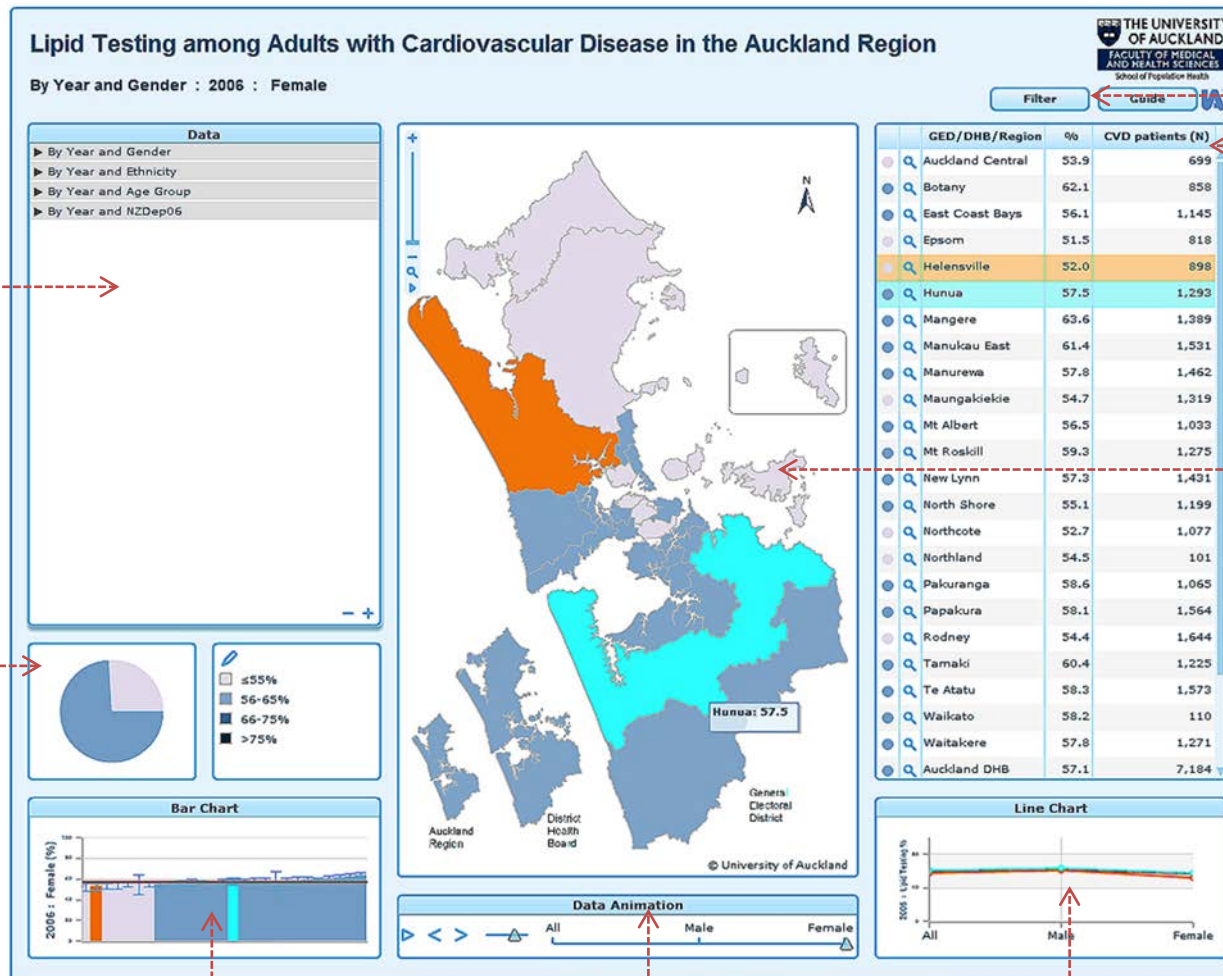 Lipid Testing among Adults with Cardiovascular Disease in the Auckland Region
By Year and Gender : 2006 : Female
THE UNIVERSITY
OF AUCKLAND
FACULTY OF MEDICAL
AND HEALTH SCIENCES
School of Population Health
Filter
Guide
Data
By Year and Gender
By Year and Ethnicity
By Year and Age Group
By Year and NZDep06
≤55%
56-65%
66-75%
>75%
N
Hunua: 57.5
Auckland
Region
District
Health
Board
General
Electoral
District
© University of Auckland
GED/DHB/Region % CVD patients (N)
Auckland Central 53.9 699
Botany 62.1 858
East Coast Bays 56.1 1,145
Epsom 51.5 818
Helensville 52.0 898
Hunua 57.5 1,293
Mangere 63.6 1,389
Manukau East 61.4 1,531
Manurewa 57.8 1,462
Maungakiekie 54.7 1,319
Mt Albert 56.5 1,033
Mt Roskill 59.3 1,275
New Lynn 57.3 1,431
North Shore 55.1 1,199
Northcote 52.7 1,077
Northland 54.5 101
Pakuranga 58.6 1,065
Papakura 58.1 1,564
Rodney 54.4 1,644
Tamaki 60.4 1,225
Te Atatu 58.3 1,573
Waikato 58.2 110
Waitakere 57.8 1,271
Auckland DHB 57.1 7,184
Bar Chart
2006 : Female (%)
Data Animation
All Male Female
Line Chart
Lipid Testing %
All Male Female